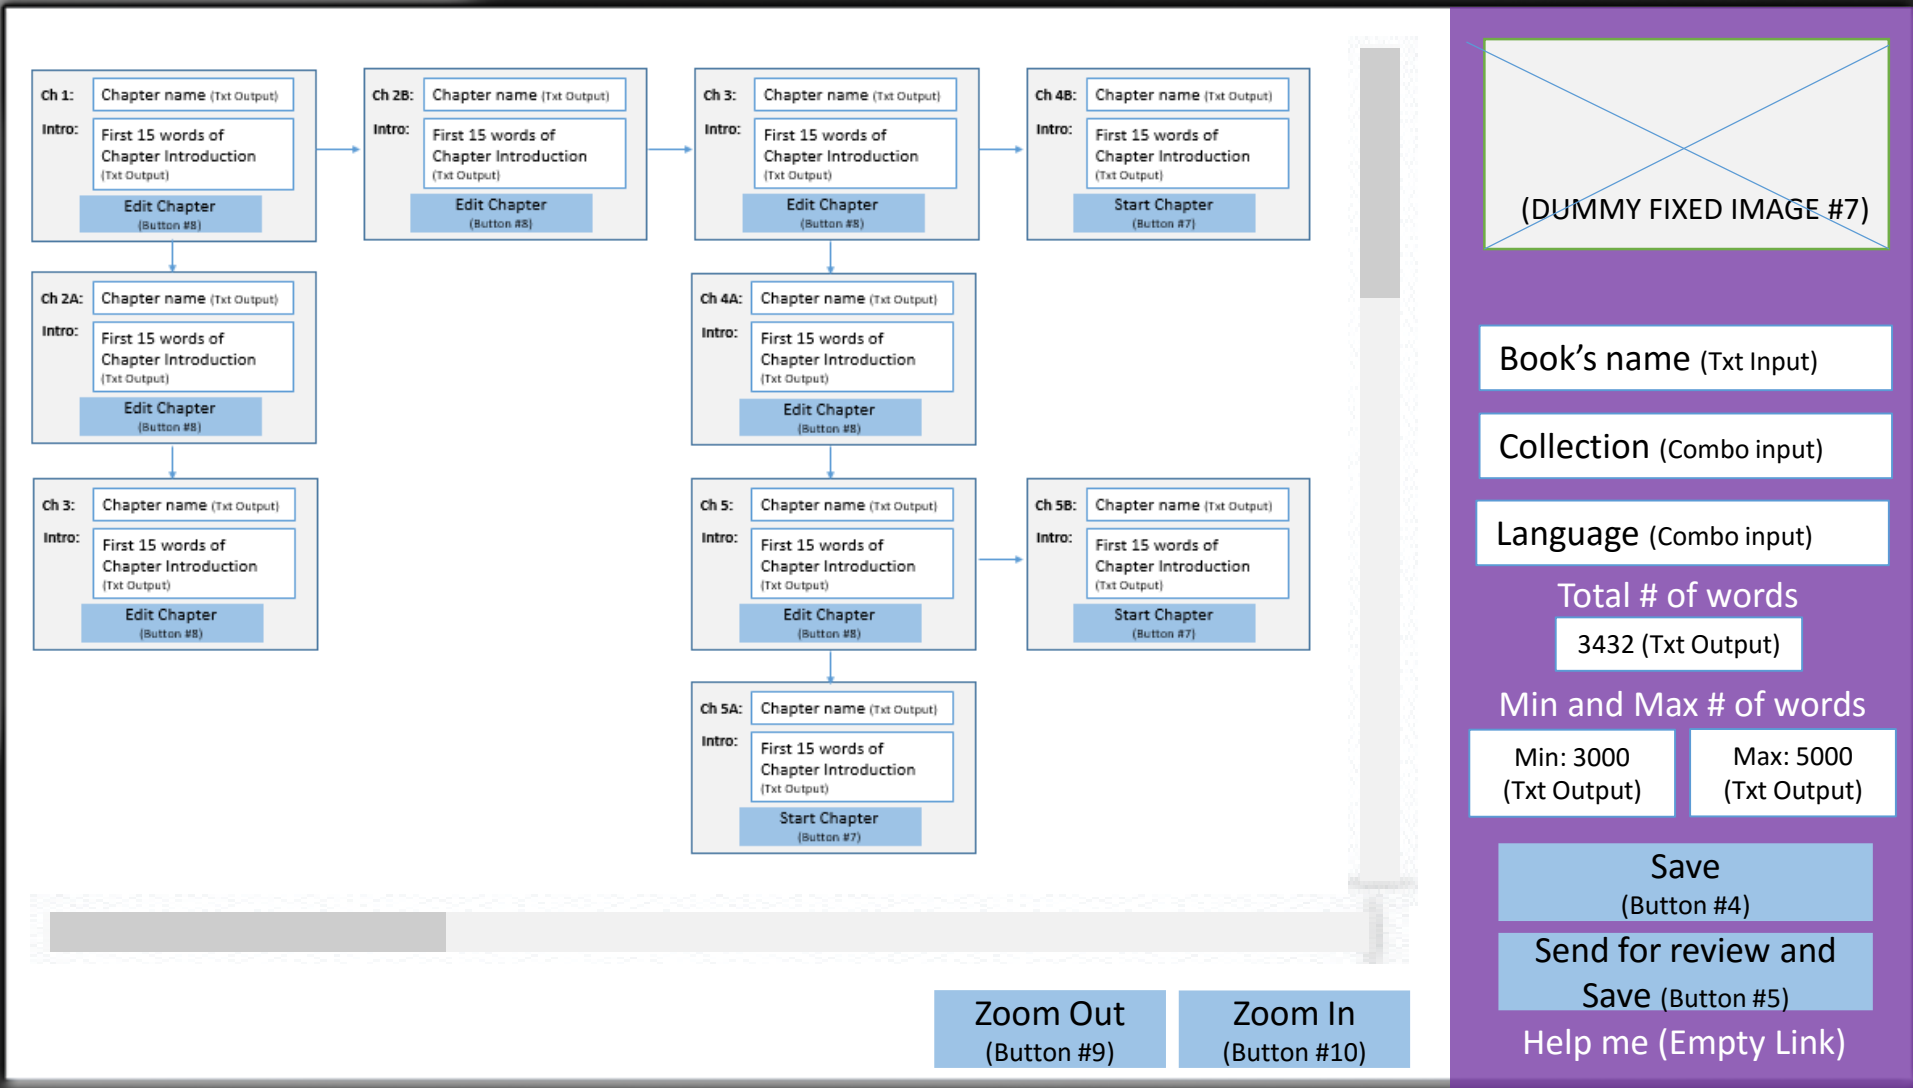 Ch 1:
Chapter name (Txt Output)
Intro:
First 15 words of
Chapter Introduction
(Txt Output)
Edit Chapter
(Button #8)
Ch 2B:
Chapter name (Txt Output)
Intro:
First 15 words of
Chapter Introduction
(Txt Output)
Edit Chapter
(Button #8)
Ch 3:
Chapter name (Txt Output)
Intro:
First 15 words of
Chapter Introduction
(Txt Output)
Edit Chapter
(Button #8)
Ch 4B:
Chapter name (Txt Output)
Intro:
First 15 words of
Chapter Introduction
(Txt Output)
Start Chapter
(Button #7)
Ch 2A:
Chapter name (Txt Output)
Intro:
First 15 words of
Chapter Introduction
(Txt Output)
Edit Chapter
(Button #8)
Ch 4A:
Chapter name (Txt Output)
Intro:
First 15 words of
Chapter Introduction
(Txt Output)
Edit Chapter
(Button #8)
Ch 3:
Chapter name (Txt Output)
Intro:
First 15 words of
Chapter Introduction
(Txt Output)
Edit Chapter
(Button #8)
Ch 5:
Chapter name (Txt Output)
Intro:
First 15 words of
Chapter Introduction
(Txt Output)
Edit Chapter
(Button #8)
Ch 5B:
Chapter name (Txt Output)
Intro:
First 15 words of
Chapter Introduction
(Txt Output)
Start Chapter
(Button #7)
Ch 5A:
Chapter name (Txt Output)
Intro:
First 15 words of
Chapter Introduction
(Txt Output)
Start Chapter
(Button #7)
Zoom Out
(Button #9)
Zoom In
(Button #10)
(DUMMY FIXED IMAGE #7)
Book’s name (Txt Input)
Collection (Combo input)
Language (Combo input)
Total # of words
3432 (Txt Output)
Min and Max # of words
Min: 3000
(Txt Output)
Max: 5000
(Txt Output)
Save
(Button #4)
Send for review and
Save (Button #5)
Help me (Empty Link)